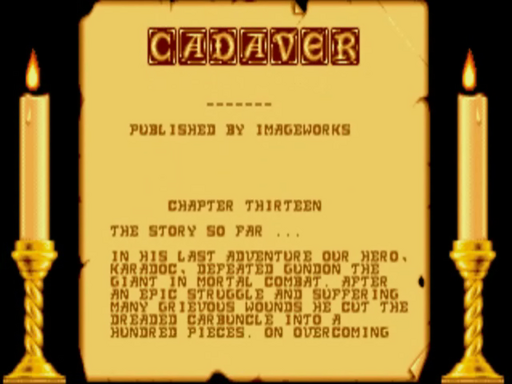 CADAVER
-------
PUBLISHED BY IMAGEWORKS
CHAPTER THIRTEEN
THE STORY SO FAR ...
IN HIS LAST ADVENTURE OUR HERO,
KARADOC, DEFEATED GUNDON THE
GIANT IN MORTAL COMBAT. AFTER
AN EPIC STRUGGLE AND SUFFERING
MANY GRIEVOUS WOUNDS HE CUT THE
DREADED CARBUNCLE INTO A
HUNDRED PIECES. ON OVERCOMING